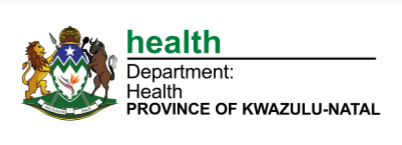 health
Department:
Health
PROVINCE OF KWAZULU-NATAL